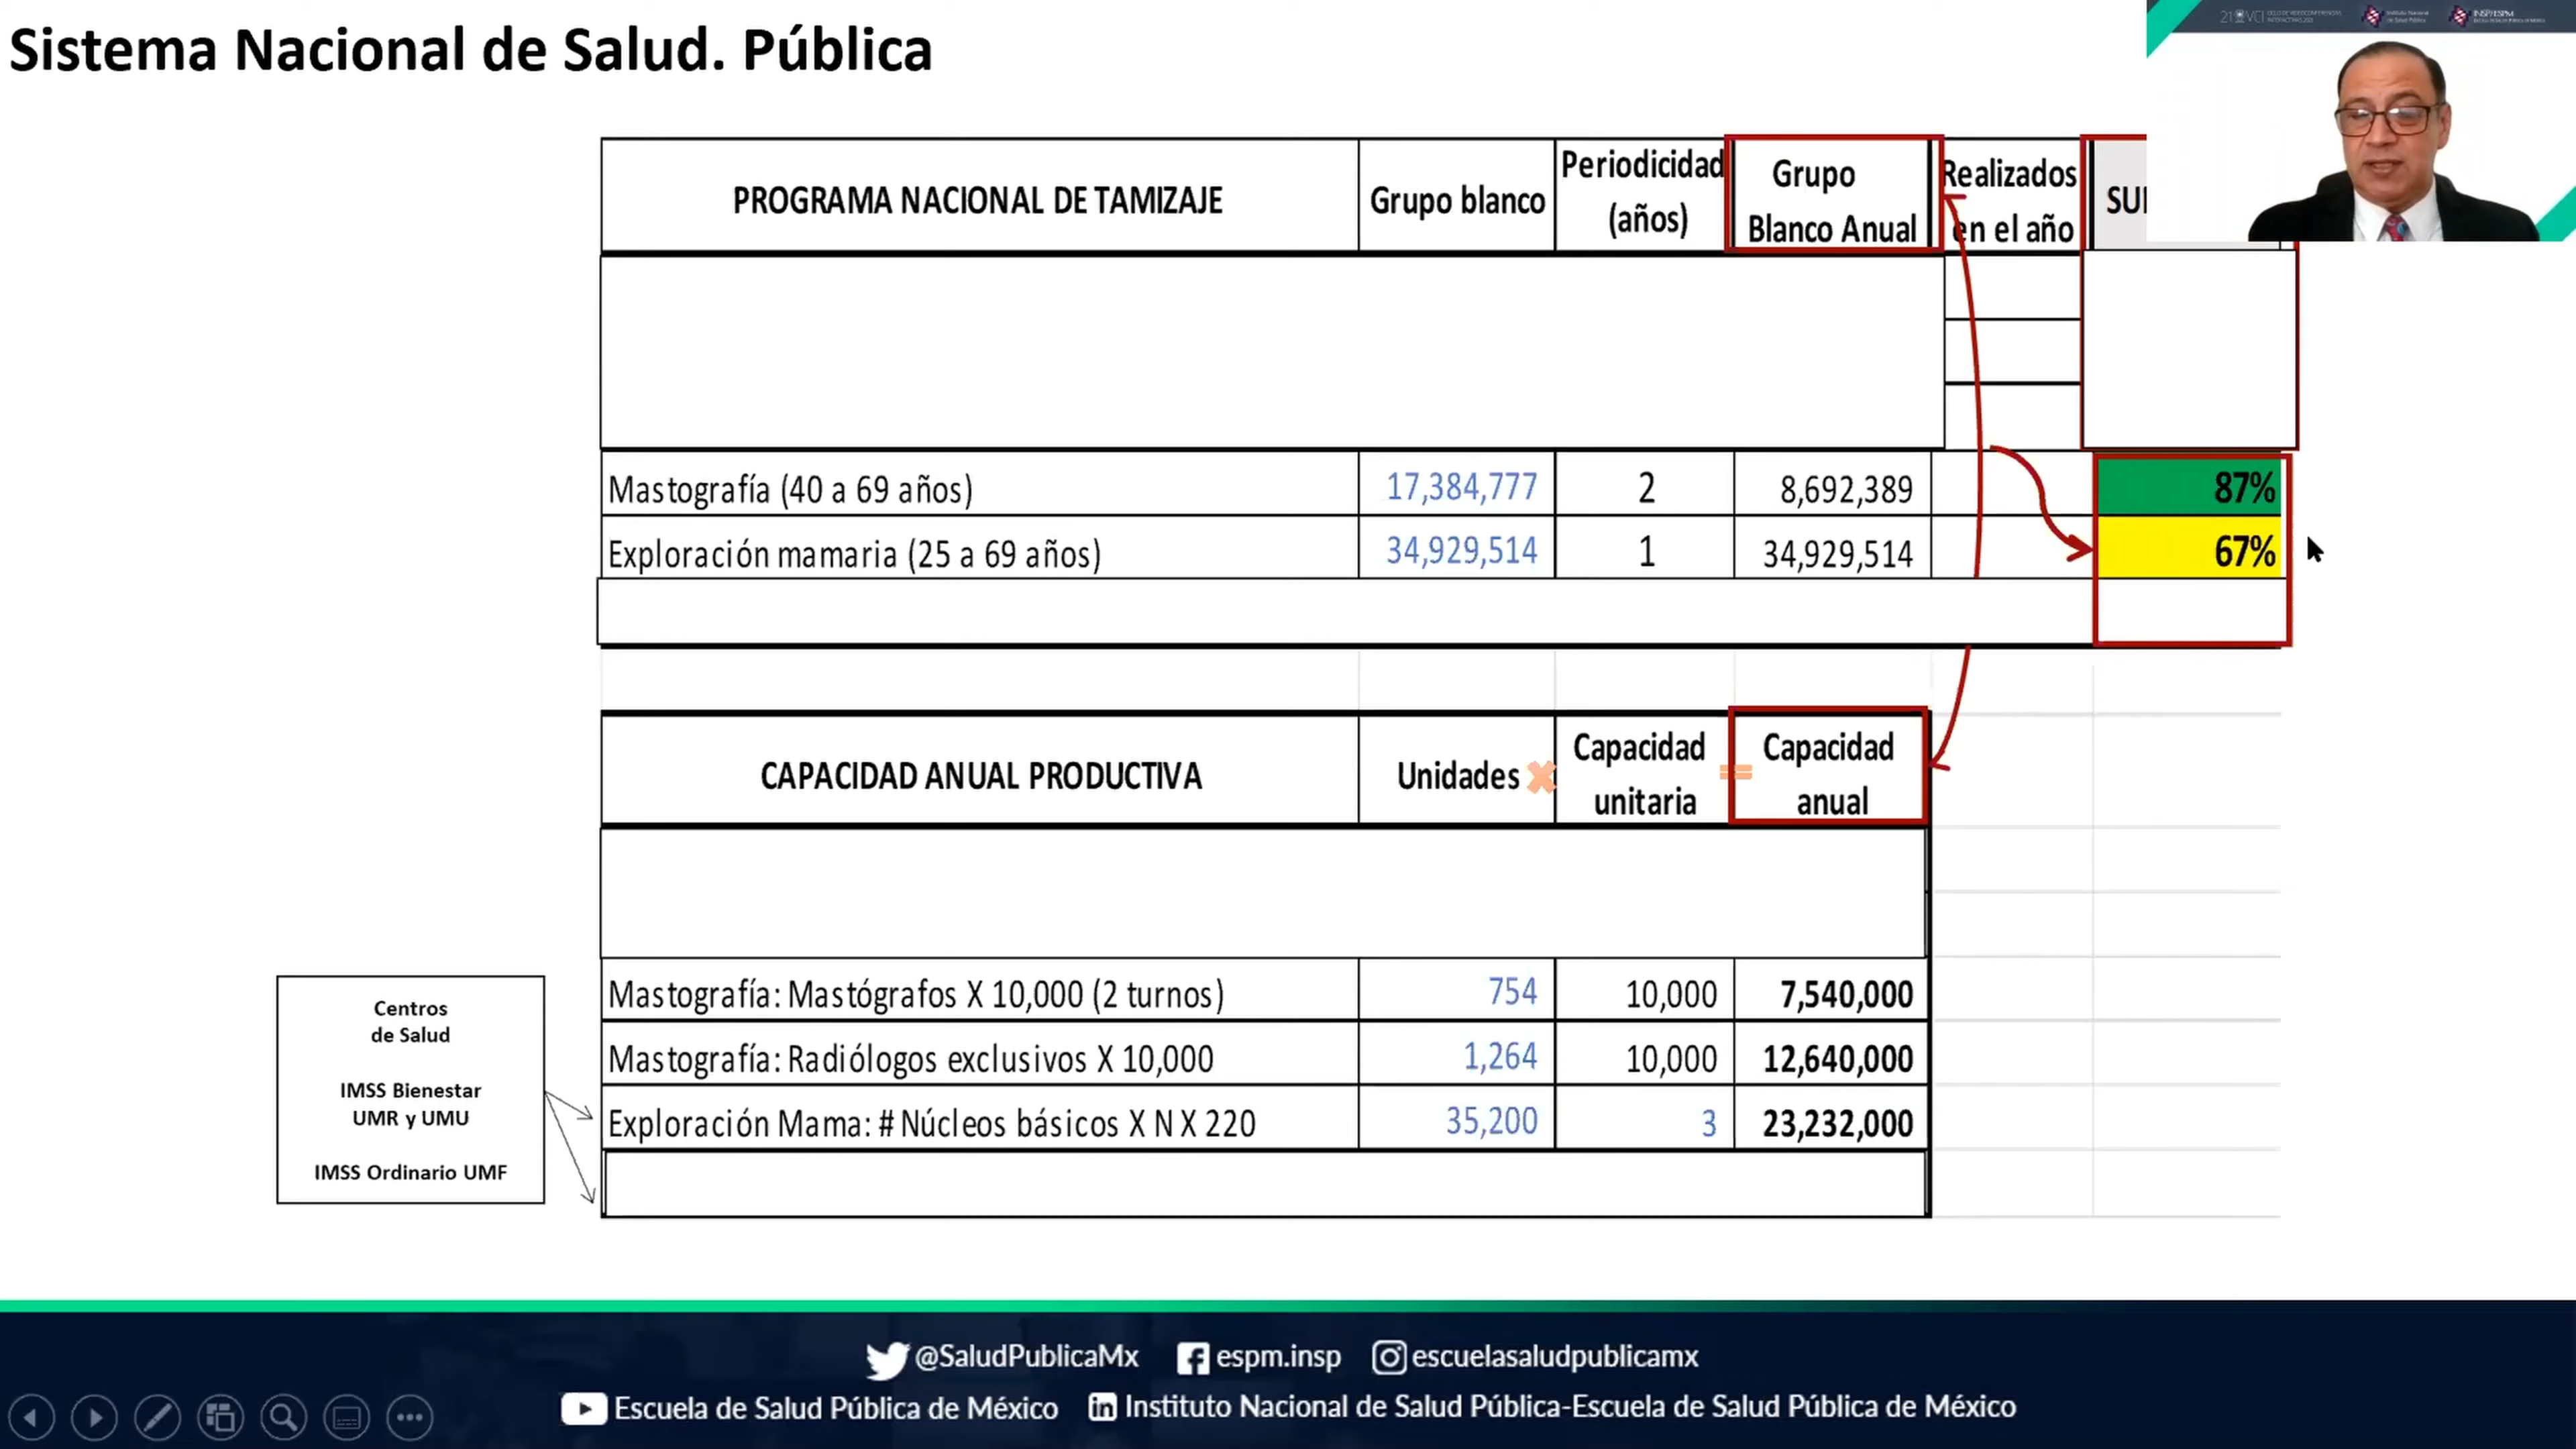 Sistema Nacional de Salud. Pública
PROGRAMA NACIONAL DE TAMIZAJE
Grupo blanco
Periodicidad
(años)
Grupo
Blanco Anual
Realizados
en el año
Mastografía (40 a 69 años) 17,384,777 2 8,692,389 87%
Exploración mamaria (25 a 69 años) 34,929,514 1 34,929,514 67%
CAPACIDAD ANUAL PRODUCTIVA
Unidades
Capacidad
unitaria
=
Capacidad
anual
Mastografía: Mastógrafos X 10,000 (2 turnos) 754 10,000 7,540,000
Mastografía: Radiólogos exclusivos X 10,000 1,264 10,000 12,640,000
Exploración Mama: # Núcleos básicos X N X 220 35,200 3 23,232,000
Centros
de Salud
IMSS Bienestar
UMR y UMU
IMSS Ordinario UMF
@SaludPublicaMx espm.insp escuelasaludpublicamx
Escuela de Salud Pública de México in Instituto Nacional de Salud Pública-Escuela de Salud Pública de México